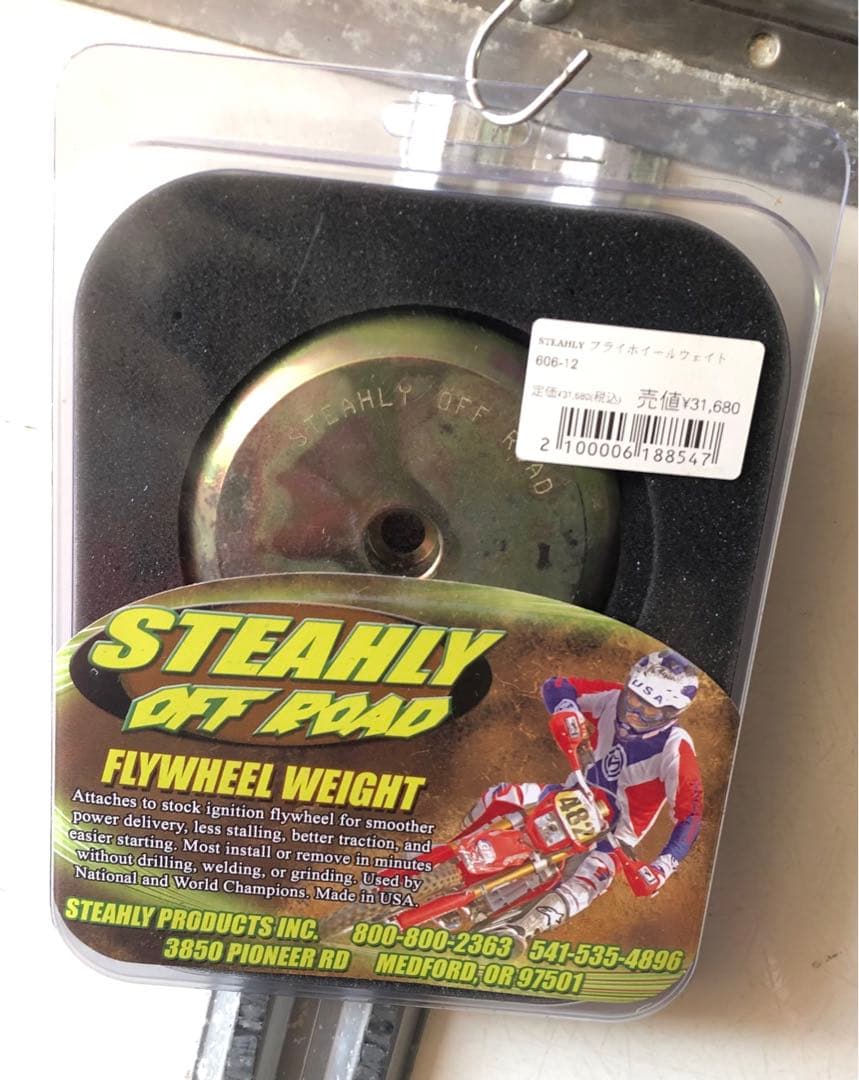 STEAHLY フライホイールウェイト
606-12
定価¥31,680(税込) 売値¥31,680
2 100006 188547
STEAHLY OFF ROAD
STEAHLY
OFF ROAD
USA
482
FLYWHEEL WEIGHT
Attaches to stock ignition flywheel for smoother
power delivery, less stalling, better traction, and
easier starting. Most install or remove in minutes
without drilling, welding, or grinding. Used by
National and World Champions. Made in USA.
STEAHLY PRODUCTS INC. 800-800-2363 541-535-4896
3850 PIONEER RD MEDFORD, OR 97501